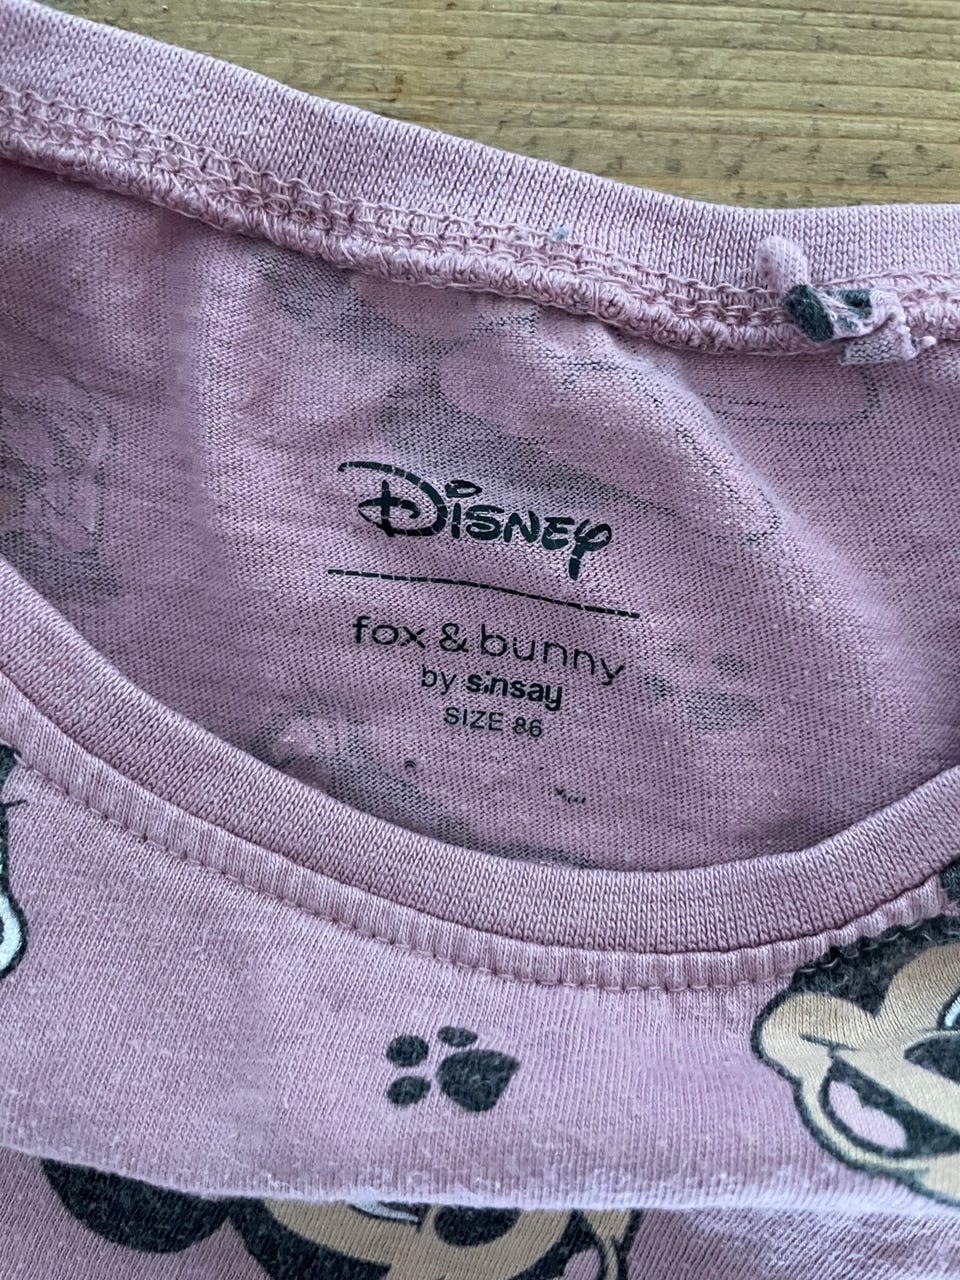 Disney
fox & bunny
by sinsay
SIZE 86